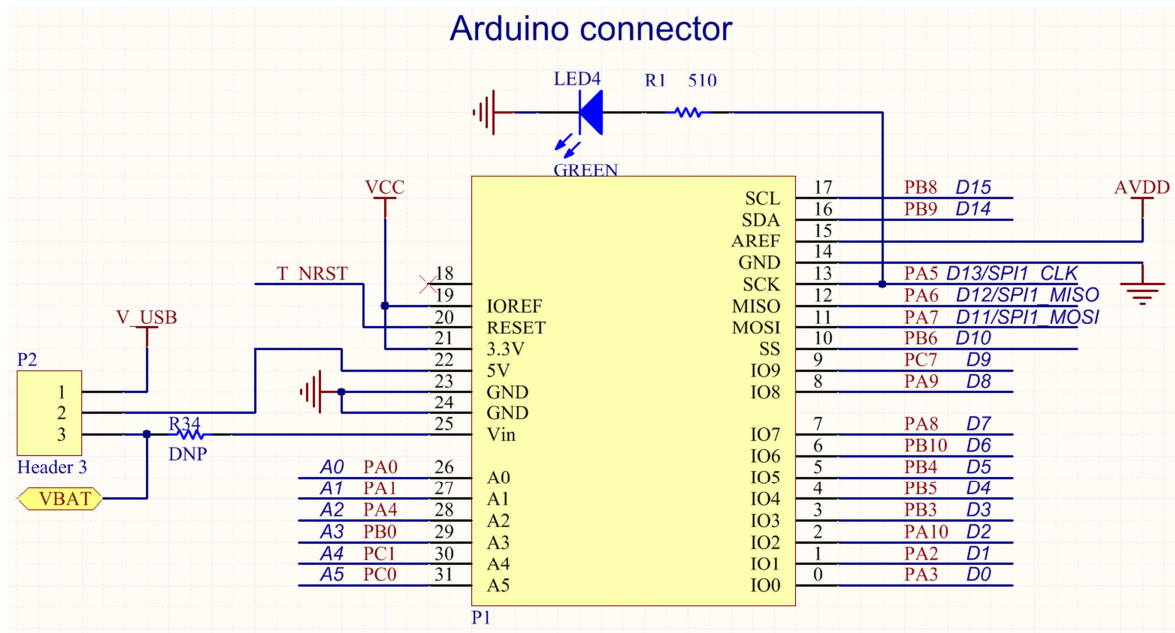 Arduino connector
LED4 R1 510
GREEN
VCC
AVDD
T_NRST
V_USB
P2
1
2
3
Header 3
R34
DNP
VBAT
18
19 IOREF
20 RESET
21 3.3V
22 5V
23 GND
24 GND
25 Vin
A0 PA0 26 A0
A1 PA1 27 A1
A2 PA4 28 A2
A3 PB0 29 A3
A4 PC1 30 A4
A5 PC0 31 A5
SCL 17 PB8 D15
SDA 16 PB9 D14
AREF 15
GND 14
SCK 13 PA5 D13/SPI1_CLK
MISO 12 PA6 D12/SPI1_MISO
MOSI 11 PA7 D11/SPI1_MOSI
SS 10 PB6 D10
IO9 9 PC7 D9
IO8 8 PA9 D8
IO7 7 PA8 D7
IO6 6 PB10 D6
IO5 5 PB4 D5
IO4 4 PB5 D4
IO3 3 PB3 D3
IO2 2 PA10 D2
IO1 1 PA2 D1
IO0 0 PA3 D0
P1